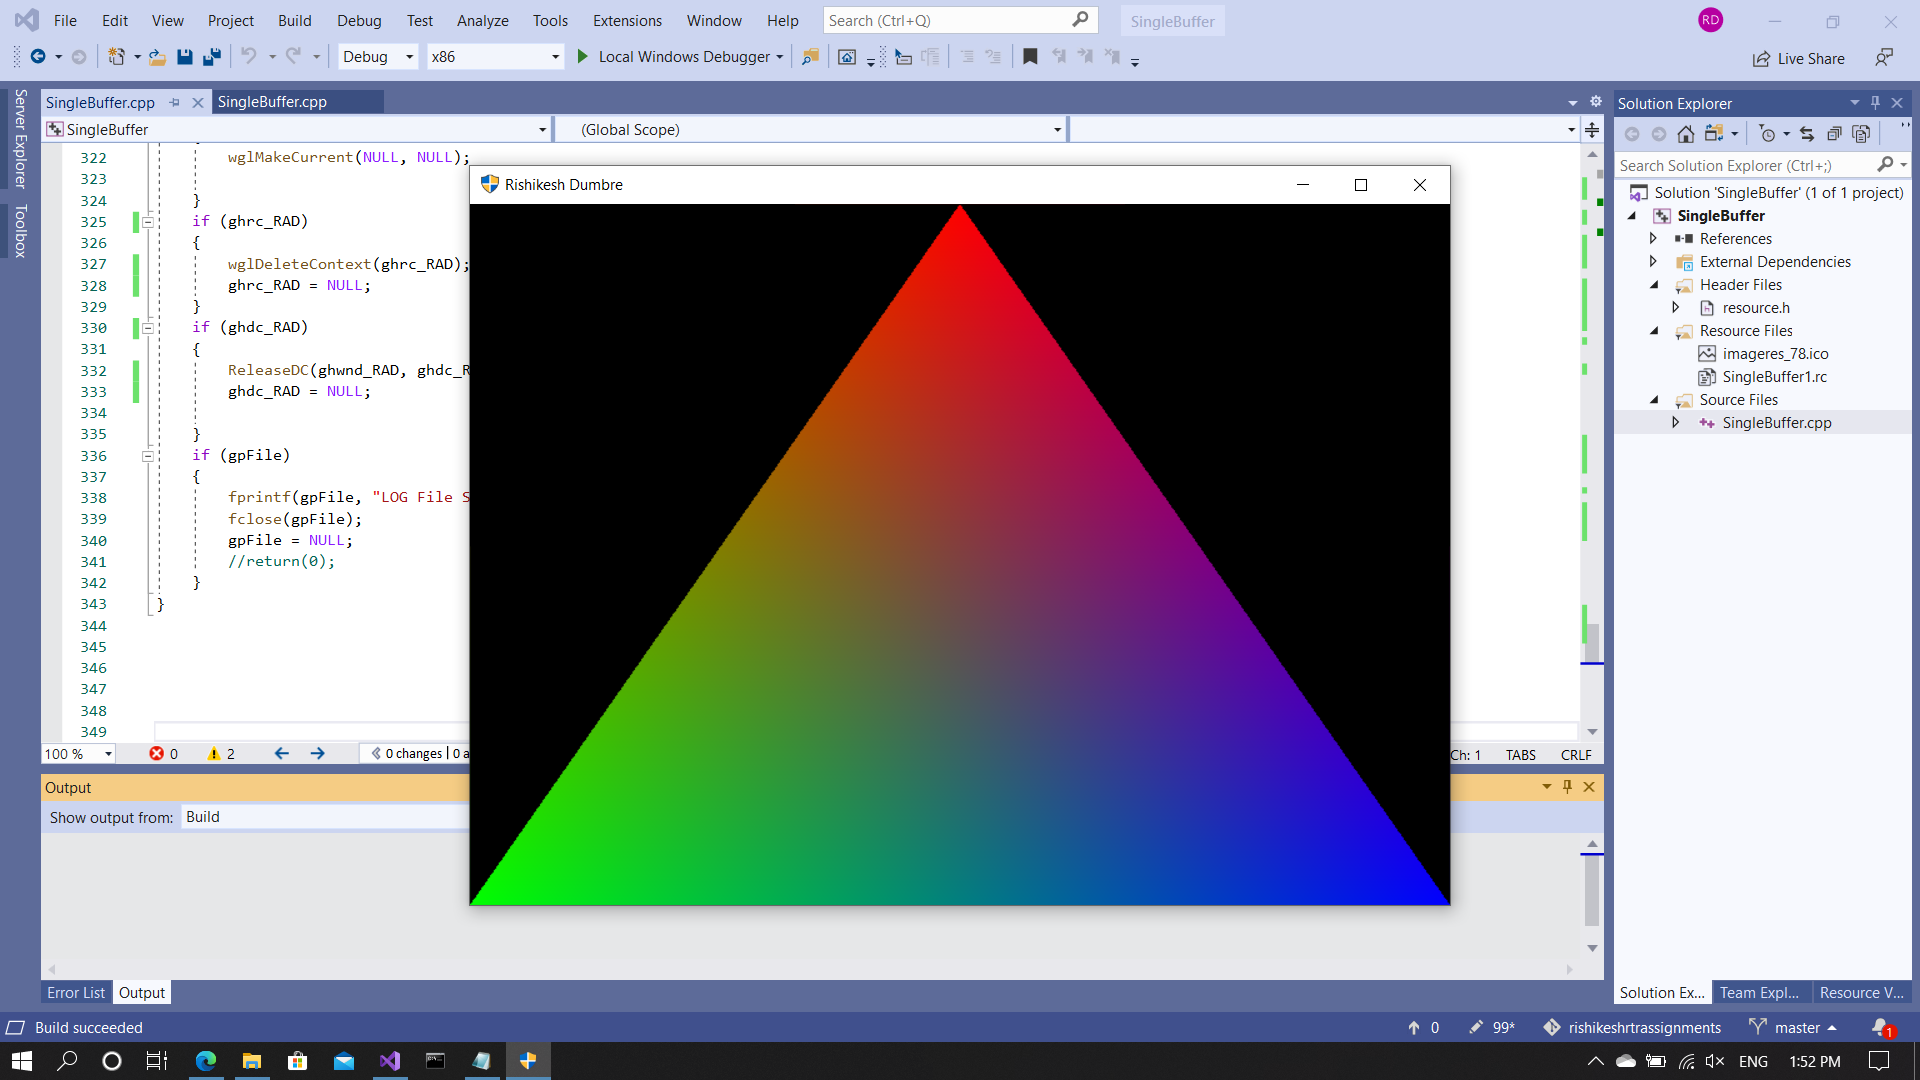 File Edit View Project Build Debug Test Analyze Tools Extensions Window Help Search (Ctrl+Q) SingleBuffer RD
Debug x86 Local Windows Debugger Live Share
Server Explorer
Toolbox
SingleBuffer.cpp SingleBuffer.cpp
SingleBuffer (Global Scope)
322 wglMakeCurrent(NULL, NULL);
323
324 }
325 if (ghrc_RAD)
326 {
327 wglDeleteContext(ghrc_RAD);
328 ghrc_RAD = NULL;
329 }
330 if (ghdc_RAD)
331 {
332 ReleaseDC(ghwnd_RAD, ghdc_R
333 ghdc_RAD = NULL;
334
335 }
336 if (gpFile)
337 {
338 fprintf(gpFile, "LOG File S
339 fclose(gpFile);
340 gpFile = NULL;
341 //return(0);
342 }
343 }
344
345
346
347
348
349
100 % 0 2 0 changes | 0 a
Ch: 1 TABS CRLF
Rishikesh Dumbre
Output
Show output from: Build
Error List Output
Solution Explorer
Search Solution Explorer (Ctrl+;)
Solution 'SingleBuffer' (1 of 1 project)
SingleBuffer
References
External Dependencies
Header Files
resource.h
Resource Files
imageres_78.ico
SingleBuffer1.rc
Source Files
SingleBuffer.cpp
Solution Ex... Team Expl... Resource V...
Build succeeded 0 99* rishikeshrtrassignments master 1
ENG 1:52 PM